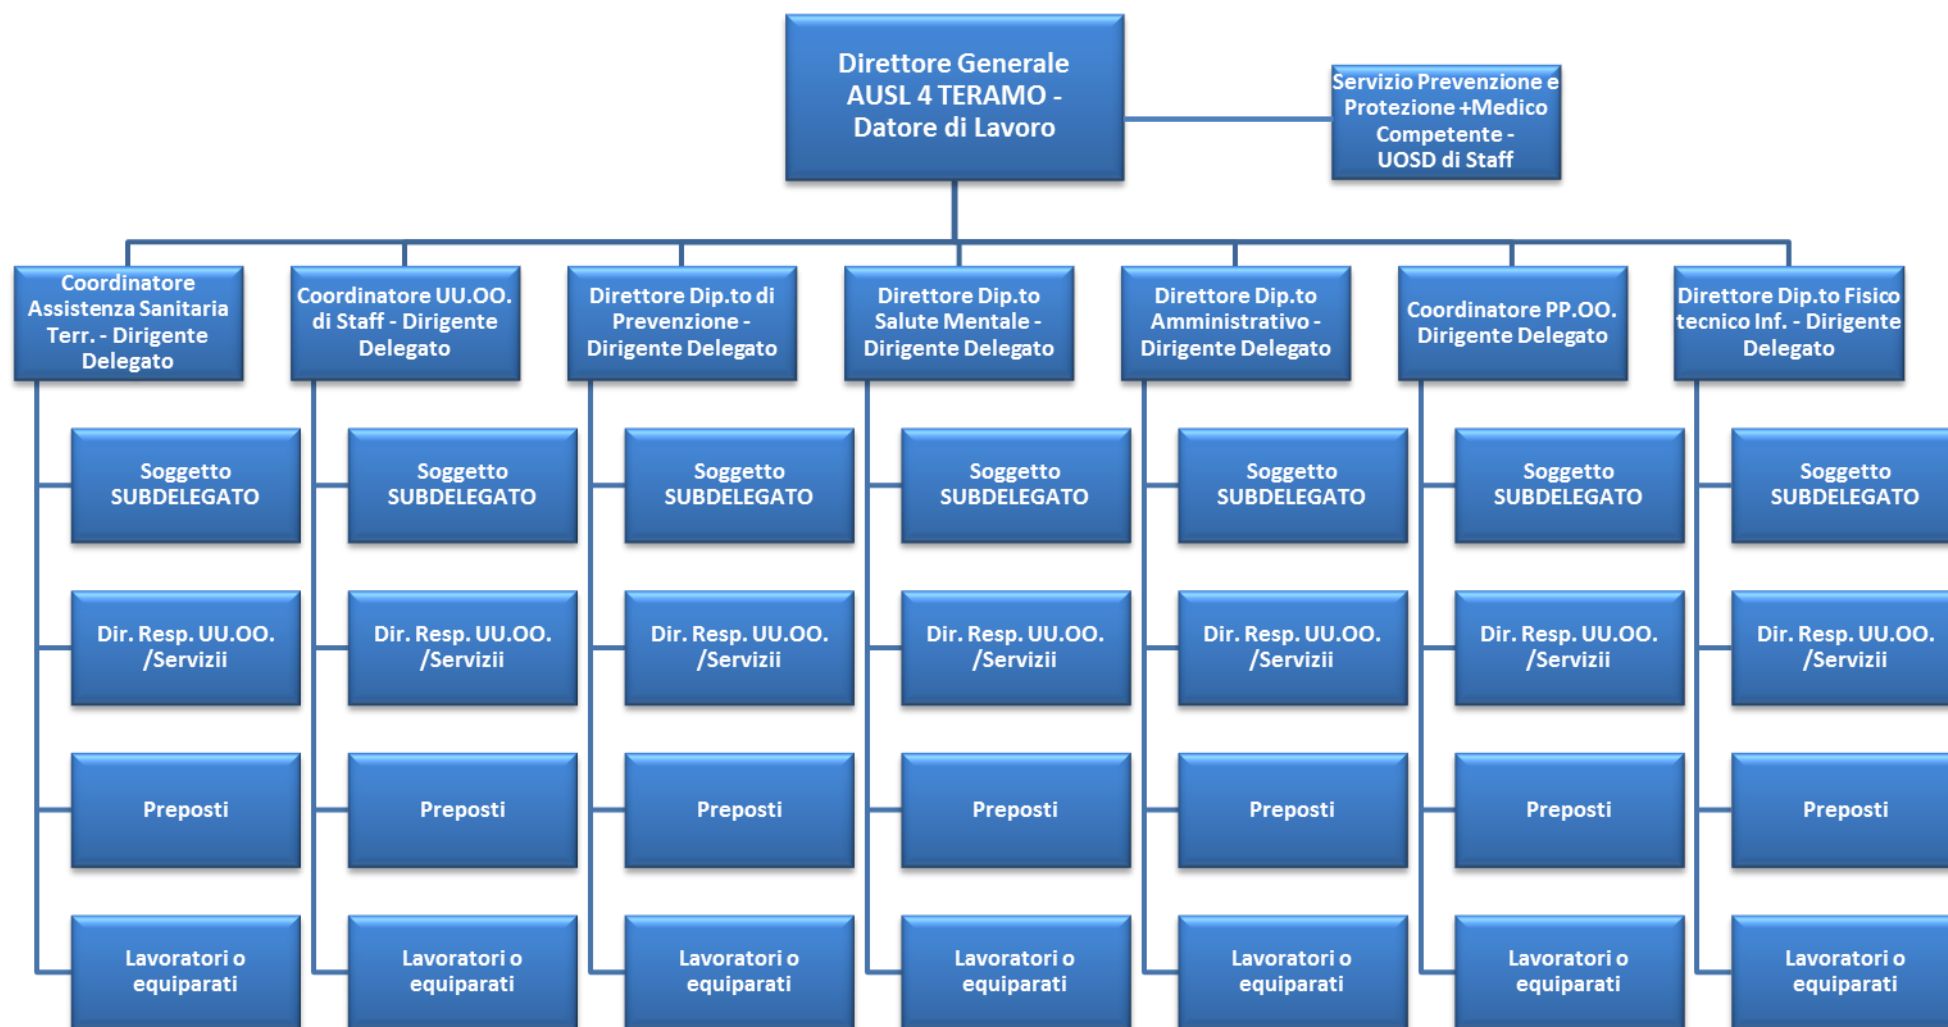 Direttore Generale
AUSL 4 TERAMO -
Datore di Lavoro
Servizio Prevenzione e
Protezione +Medico
Competente -
UOSD di Staff
Coordinatore
Assistenza Sanitaria
Terr. - Dirigente
Delegato
Coordinatore UU.OO.
di Staff - Dirigente
Delegato
Direttore Dip.to di
Prevenzione -
Dirigente Delegato
Direttore Dip.to
Salute Mentale -
Dirigente Delegato
Direttore Dip.to
Amministrativo -
Dirigente Delegato
Coordinatore PP.OO.
Dirigente Delegato
Direttore Dip.to Fisico
tecnico Inf. - Dirigente
Delegato
Soggetto
SUBDELEGATO
Soggetto
SUBDELEGATO
Soggetto
SUBDELEGATO
Soggetto
SUBDELEGATO
Soggetto
SUBDELEGATO
Soggetto
SUBDELEGATO
Soggetto
SUBDELEGATO
Dir. Resp. UU.OO.
/Servizii
Dir. Resp. UU.OO.
/Servizii
Dir. Resp. UU.OO.
/Servizii
Dir. Resp. UU.OO.
/Servizii
Dir. Resp. UU.OO.
/Servizii
Dir. Resp. UU.OO.
/Servizii
Dir. Resp. UU.OO.
/Servizii
Preposti
Preposti
Preposti
Preposti
Preposti
Preposti
Preposti
Lavoratori o
equiparati
Lavoratori o
equiparati
Lavoratori o
equiparati
Lavoratori o
equiparati
Lavoratori o
equiparati
Lavoratori o
equiparati
Lavoratori o
equiparati